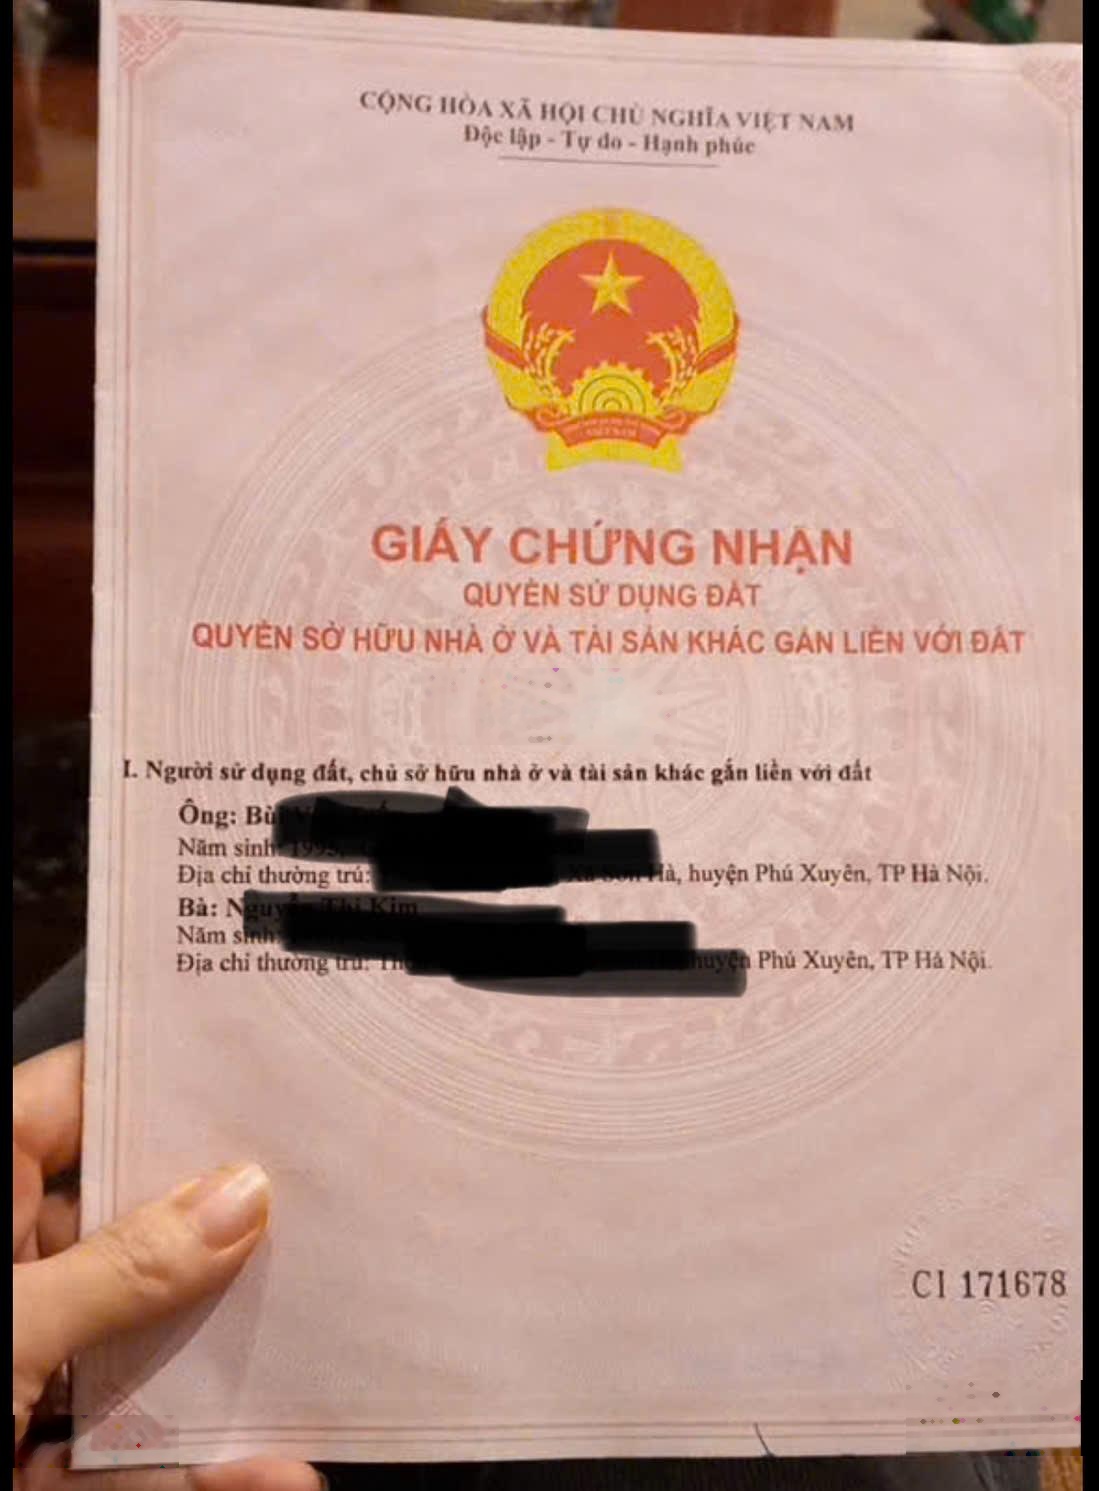 CỘNG HÒA XÃ HỘI CHỦ NGHĨA VIỆT NAM
Độc lập - Tự do - Hạnh phúc
GIẤY CHỨNG NHẬN
QUYỀN SỬ DỤNG ĐẤT
QUYỀN SỞ HỮU NHÀ Ở VÀ TÀI SẢN KHÁC GẮN LIỀN VỚI ĐẤT
I. Người sử dụng đất, chủ sở hữu nhà ở và tài sản khác gắn liền với đất
Ông:
Năm sinh:
Địa chỉ thường trú: huyện Phú Xuyên, TP Hà Nội.
Bà:
Năm sinh:
Địa chỉ thường trú: huyện Phú Xuyên, TP Hà Nội.
CI 171678